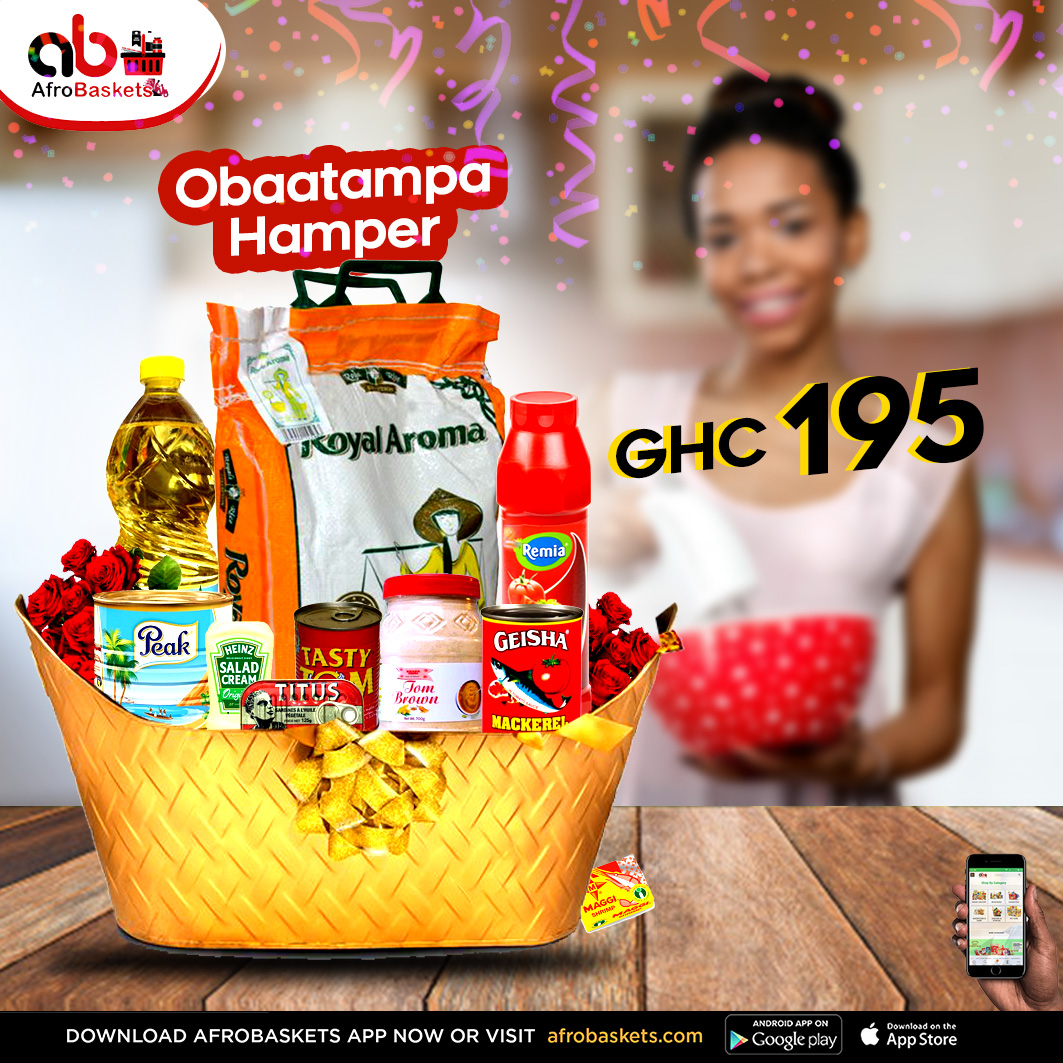 ab
AfroBaskets
Obaatampa
Hamper
Royal Aroma
GHC 195
Remia
Peak
HEINZ
SALAD
CREAM
TASTY
TOM
TITUS
Tom
Brown
GEISHA
MACKEREL
MAGGI
SHRIMP
DOWNLOAD AFROBASKETS APP NOW OR VISIT afrobaskets.com
ANDROID APP ON
Google play
Download on the
App Store